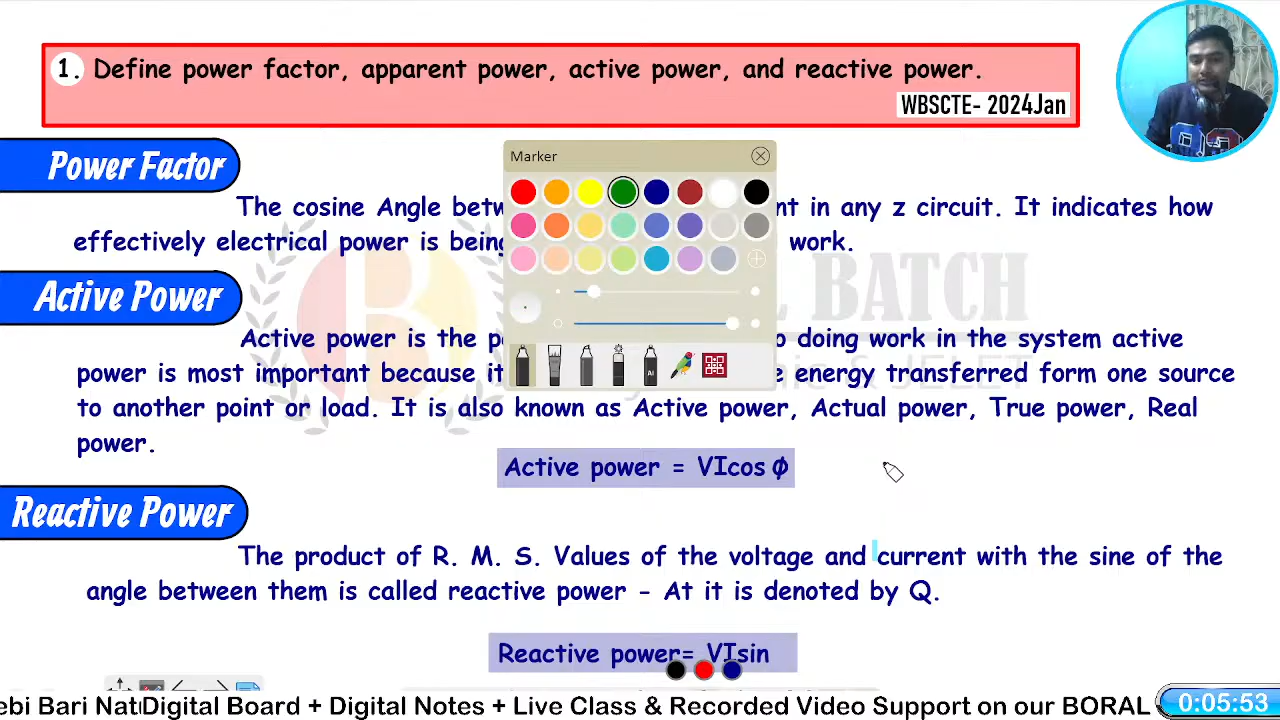 1. Define power factor, apparent power, active power, and reactive power.
WBSCTE- 2024Jan
Power Factor
Marker
The cosine Angle in any z circuit. It indicates how
effectively electrical power is being work.
Active Power
BATCH
Active power is the doing work in the system active
power is most important because it energy transferred form one source
& JELET
to another point or load. It is also known as Active power, Actual power, True power, Real
power.
Active power = VIcos ϕ
Reactive Power
The product of R. M. S. Values of the voltage and current with the sine of the
angle between them is called reactive power - At it is denoted by Q.
Reactive power= VIsin
Bari Digital Board + Digital Notes + Live Class & Recorded Video Support on our BORAL
0:05:53